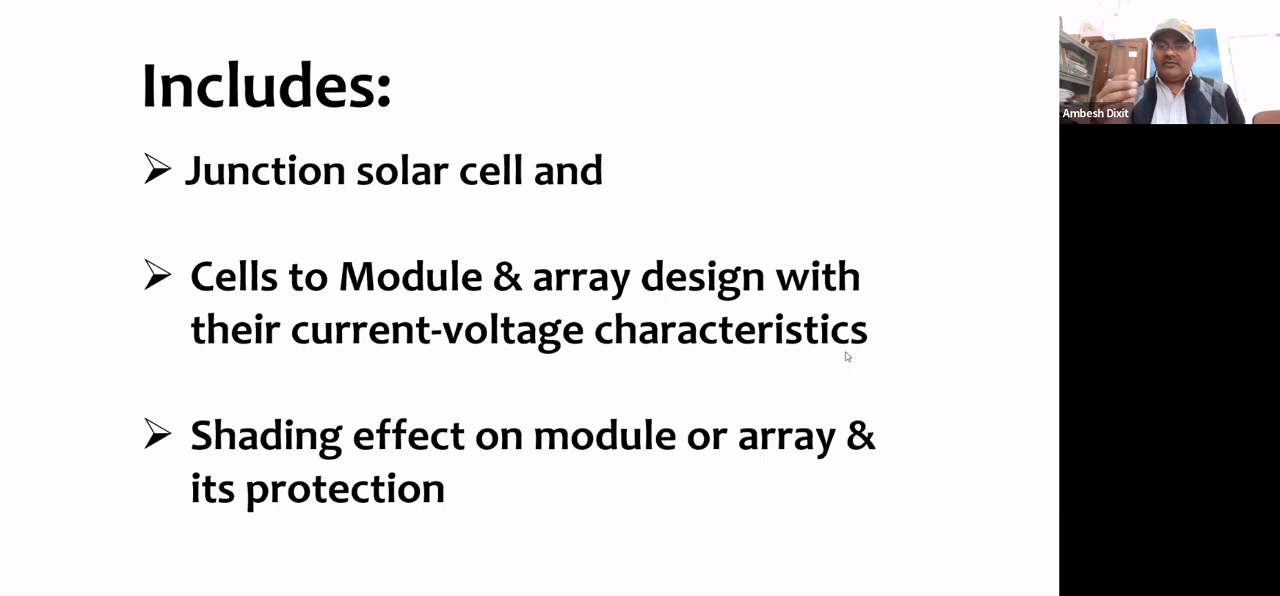 Includes:
➢ Junction solar cell and
➢ Cells to Module & array design with
their current-voltage characteristics
➢ Shading effect on module or array &
its protection
Ambesh Dixit